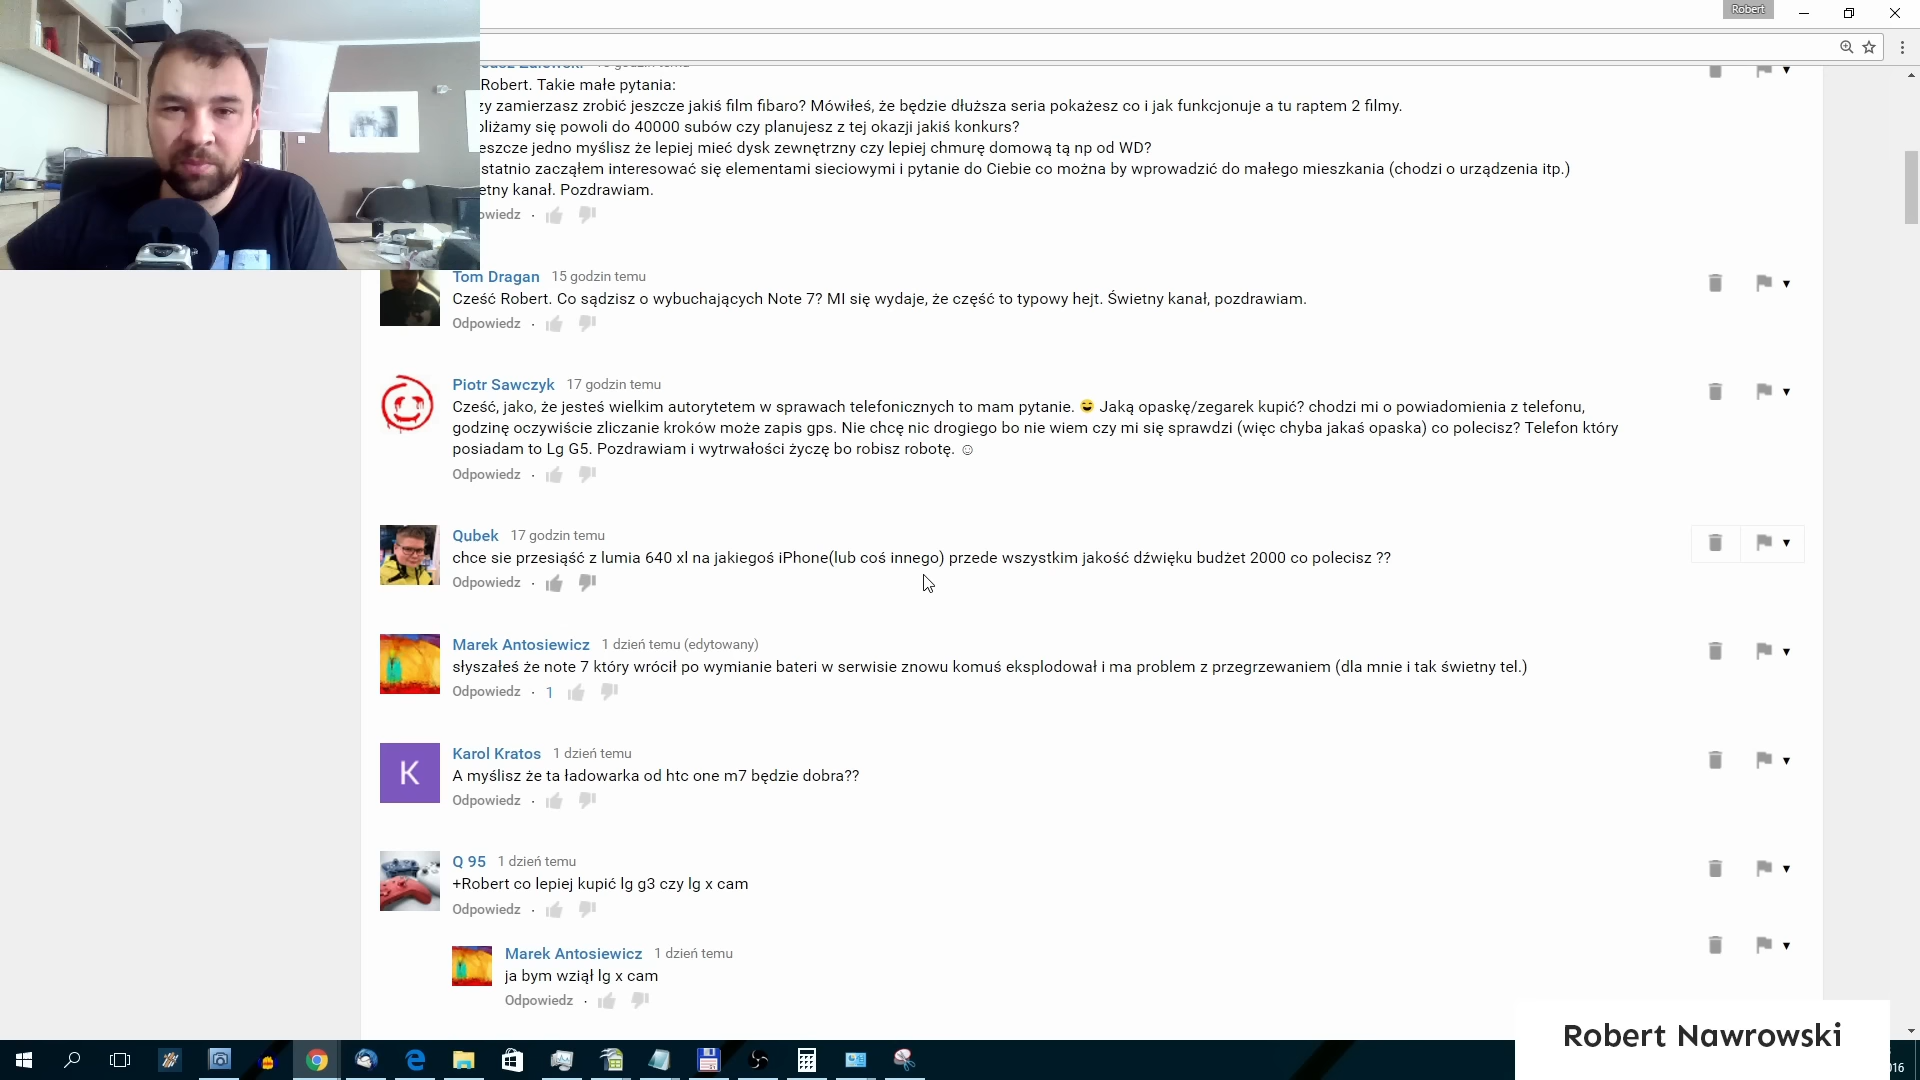 Robert
Robert. Takie małe pytania:
zy zamierzasz zrobić jeszcze jakiś film fibaro? Mówiłeś, że będzie dłuższa seria pokażesz co i jak funkcjonuje a tu raptem 2 filmy.
bliżamy się powoli do 40000 subów czy planujesz z tej okazji jakiś konkurs?
eszcze jedno myślisz że lepiej mieć dysk zewnętrzny czy lepiej chmurę domową tą np od WD?
statnio zacząłem interesować się elementami sieciowymi i pytanie do Ciebie co można by wprowadzić do małego mieszkania (chodzi o urządzenia itp.)
etny kanał. Pozdrawiam.
owiedz ·
Tom Dragan 15 godzin temu
Cześć Robert. Co sądzisz o wybuchających Note 7? MI się wydaje, że część to typowy hejt. Świetny kanał, pozdrawiam.
Odpowiedz ·
Piotr Sawczyk 17 godzin temu
Cześć, jako, że jesteś wielkim autorytetem w sprawach telefonicznych to mam pytanie. 😄 Jaką opaskę/zegarek kupić? chodzi mi o powiadomienia z telefonu,
godzinę oczywiście zliczanie kroków może zapis gps. Nie chcę nic drogiego bo nie wiem czy mi się sprawdzi (więc chyba jakaś opaska) co polecisz? Telefon który
posiadam to Lg G5. Pozdrawiam i wytrwałości życzę bo robisz robotę. ☺
Odpowiedz ·
Qubek 17 godzin temu
chce sie przesiąść z lumia 640 xl na jakiegoś iPhone(lub coś innego) przede wszystkim jakość dźwięku budżet 2000 co polecisz ??
Odpowiedz ·
Marek Antosiewicz 1 dzień temu (edytowany)
słyszałeś że note 7 który wrócił po wymianie bateri w serwisie znowu komuś eksplodował i ma problem z przegrzewaniem (dla mnie i tak świetny tel.)
Odpowiedz · 1
Karol Kratos 1 dzień temu
K
A myślisz że ta ładowarka od htc one m7 będzie dobra??
Odpowiedz ·
Q 95 1 dzień temu
+Robert co lepiej kupić lg g3 czy lg x cam
Odpowiedz ·
Marek Antosiewicz 1 dzień temu
ja bym wziął lg x cam
Odpowiedz ·
Robert Nawrowski
016